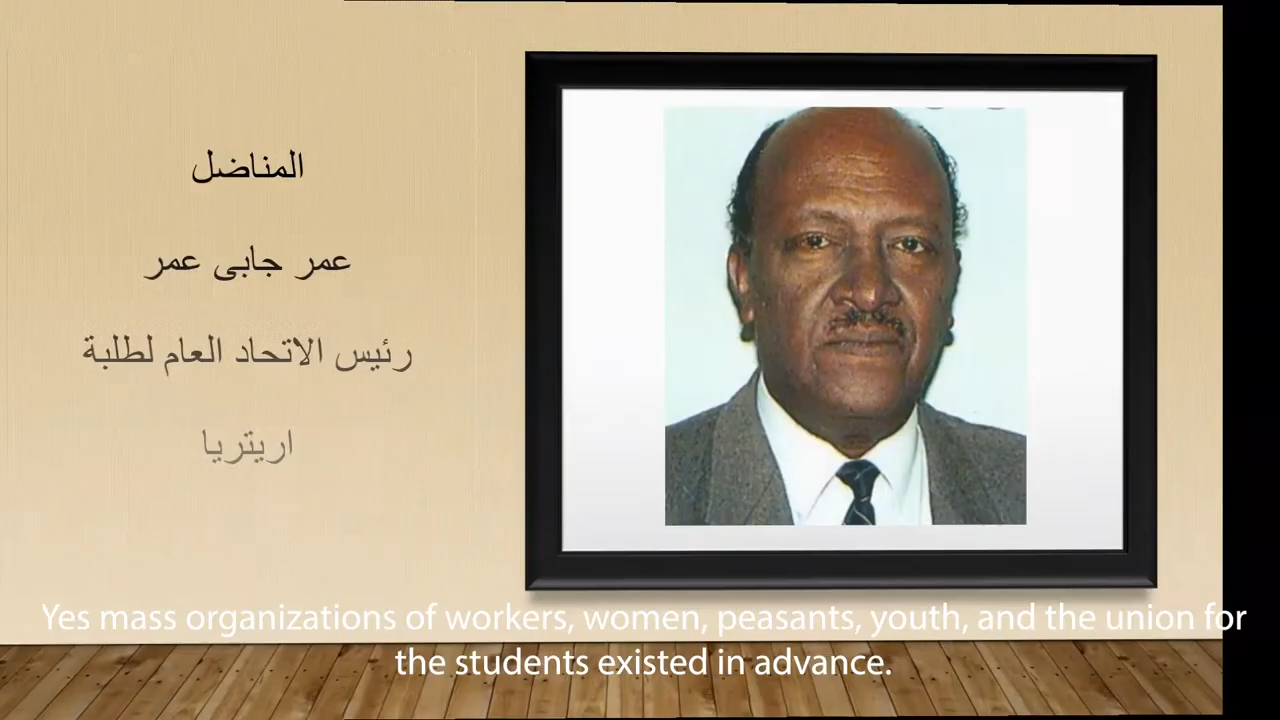 المناضل
عمر جابى عمر
رئيس الاتحاد العام لطلبة
اريتريا
Yes mass organizations of workers, women, peasants, youth, and the union for
the students existed in advance.